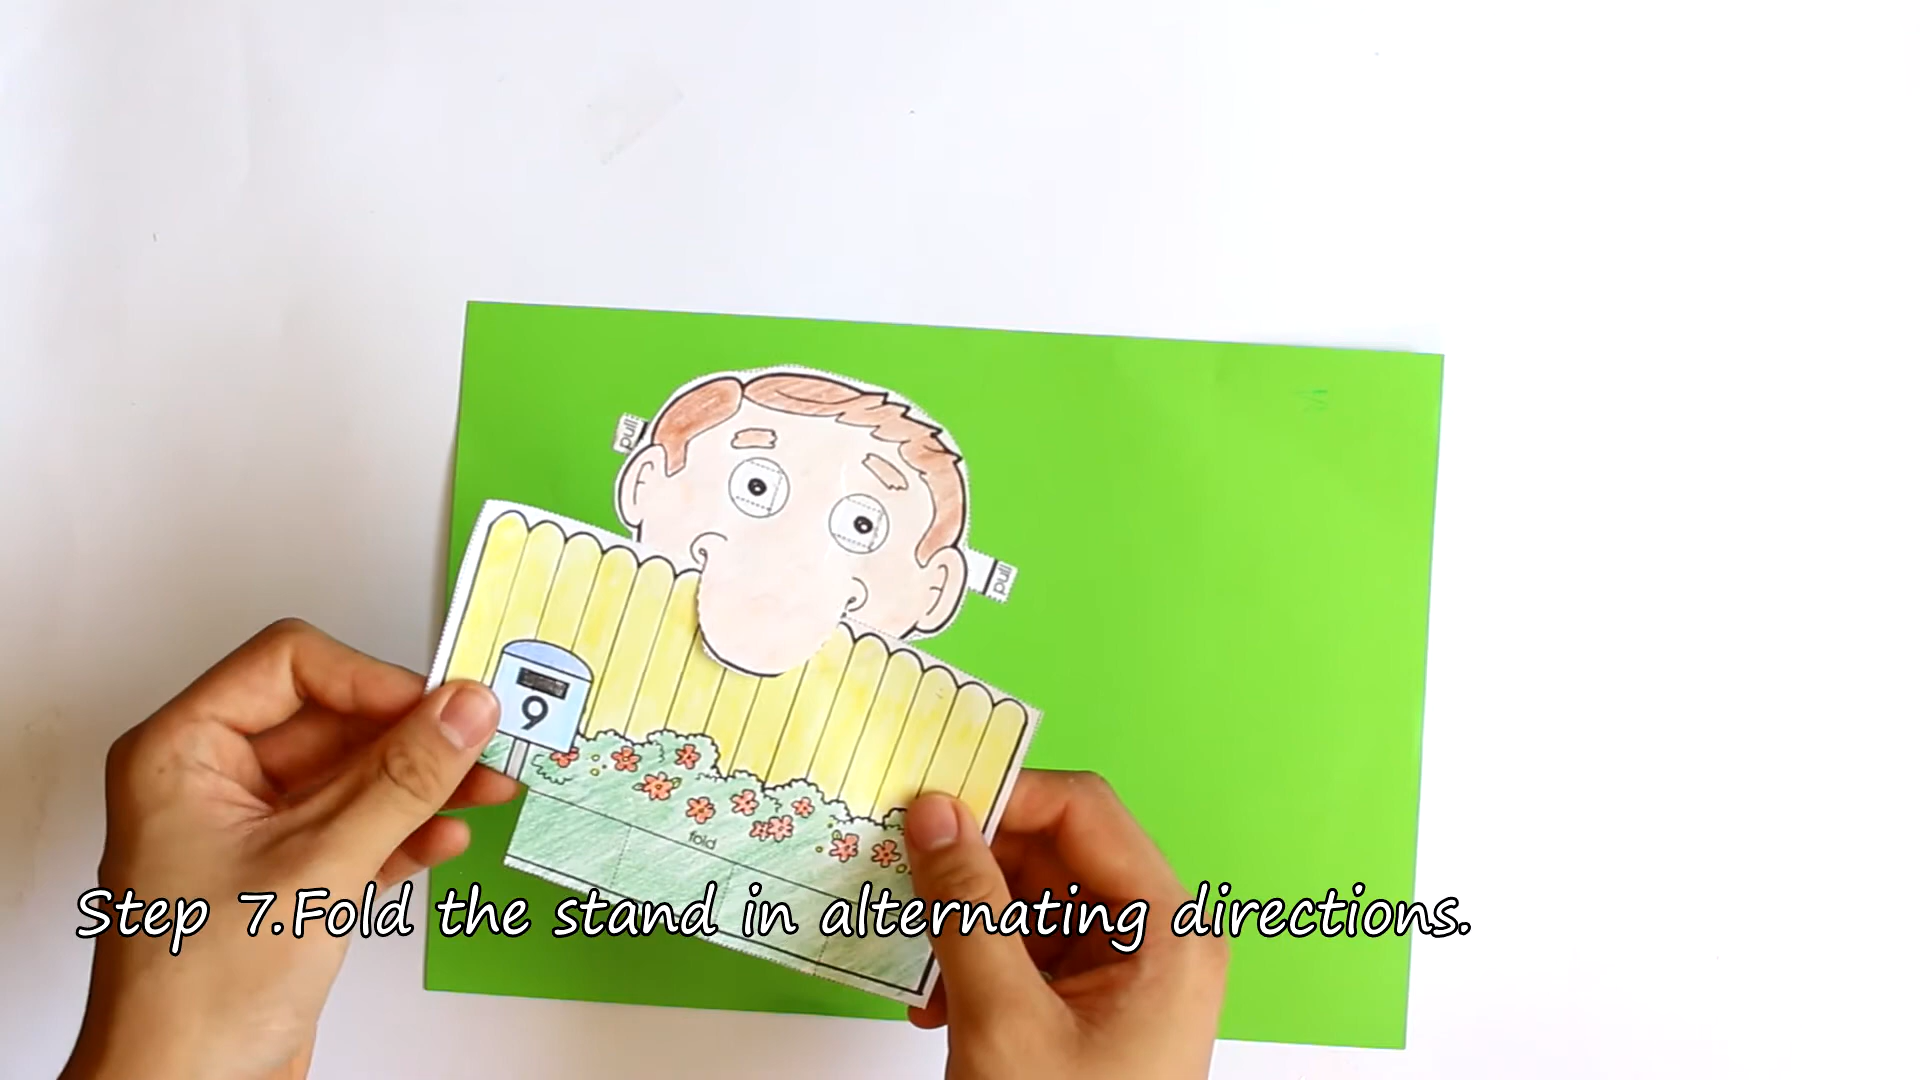 pull
pull
9
fold
Step 7.Fold the stand in alternating directions.